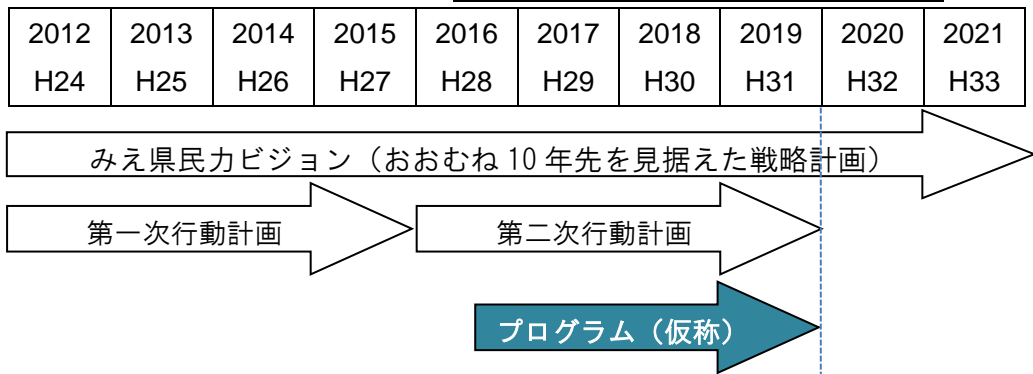 2012 2013 2014 2015 2016 2017 2018 2019 2020 2021
H24 H25 H26 H27 H28 H29 H30 H31 H32 H33
みえ県民力ビジョン（おおむね 10 年先を見据えた戦略計画）
第一次行動計画 第二次行動計画
プログラム（仮称）